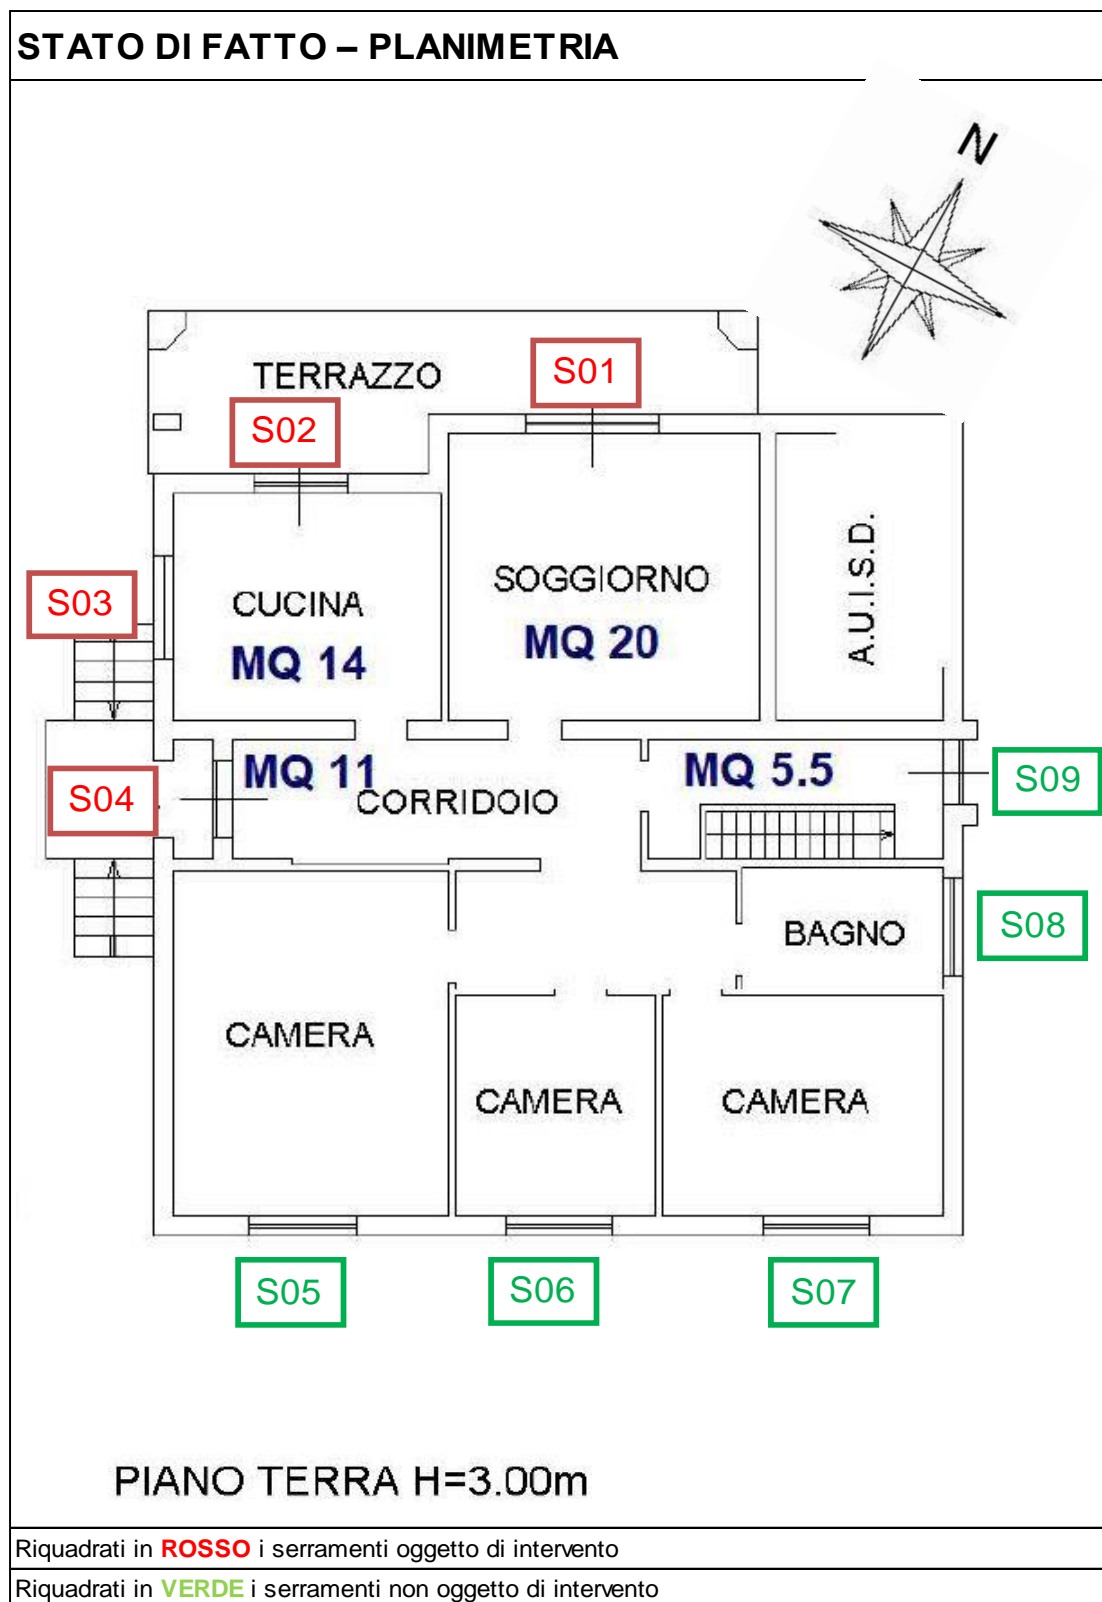 STATO DI FATTO – PLANIMETRIA
N
TERRAZZO
S01
S02
S03
CUCINA
MQ 14
SOGGIORNO
MQ 20
A.U.I.S.D.
S04
MQ 11
CORRIDOIO
MQ 5.5
S09
BAGNO
S08
CAMERA
CAMERA
CAMERA
S05
S06
S07
PIANO TERRA H=3.00m
Riquadrati in ROSSO i serramenti oggetto di intervento
Riquadrati in VERDE i serramenti non oggetto di intervento